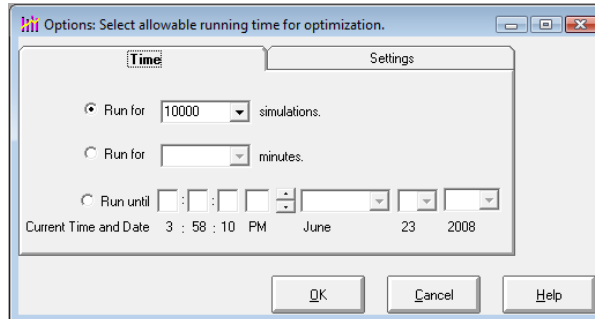 Options: Select allowable running time for optimization.
Time Settings
Run for 10000 simulations.
Run for minutes.
Run until : : :
Current Time and Date 3 : 58 : 10 PM June 23 2008
OK Cancel Help